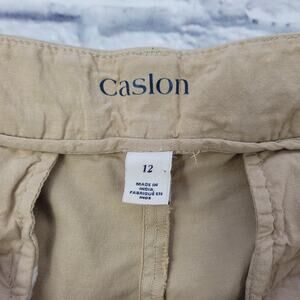 caslon
12
MADE IN
INDIA
FABRIQUÉ EN
INDE